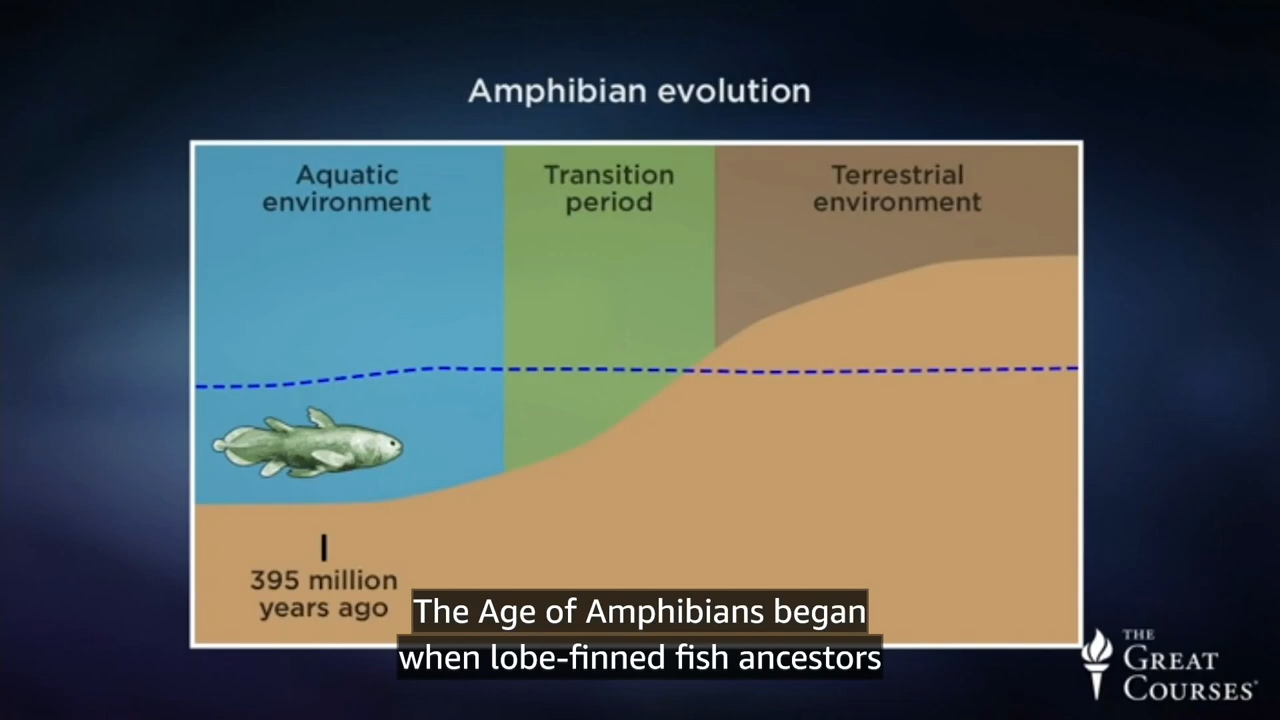 Amphibian evolution
Aquatic
environment
Transition
period
Terrestrial
environment
395 million
years ago
The Age of Amphibians began
when lobe-finned fish ancestors
THE
GREAT
COURSES®